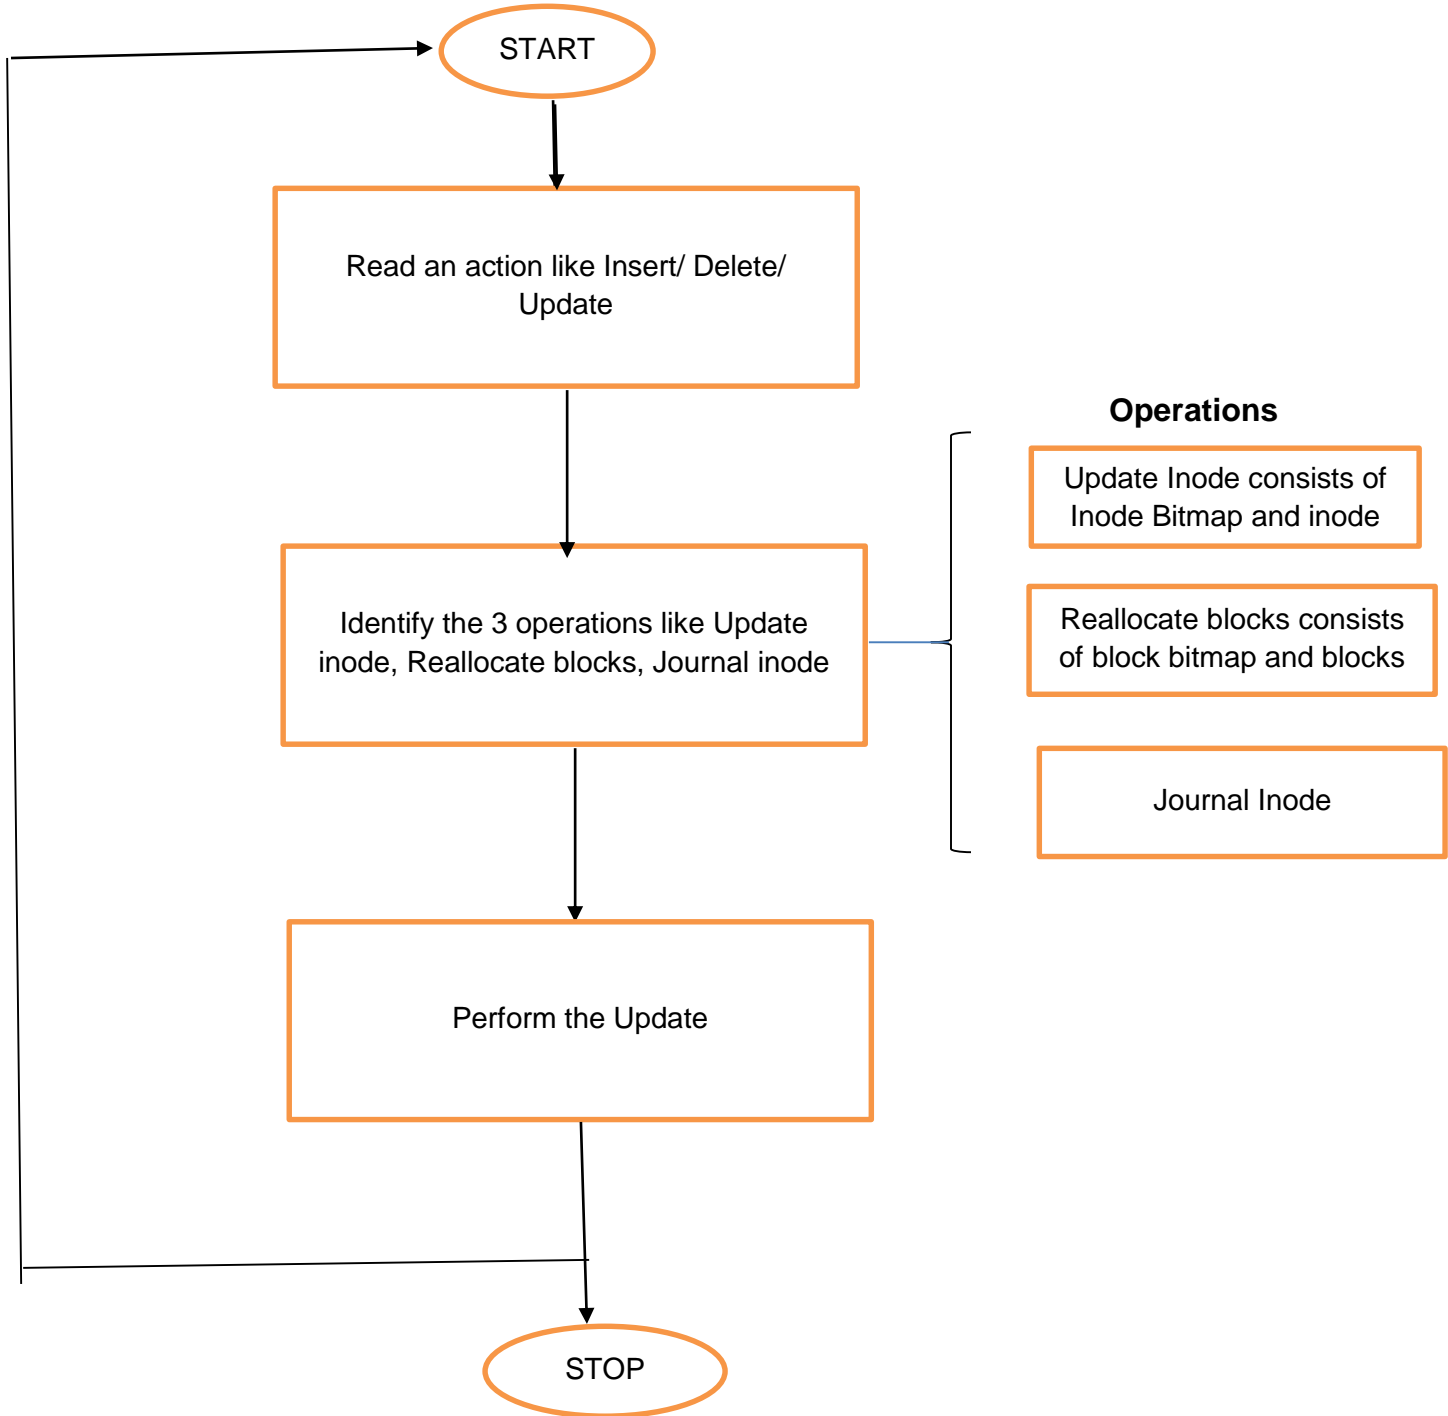 START
Read an action like Insert/ Delete/
Update
Identify the 3 operations like Update
inode, Reallocate blocks, Journal inode
Operations
Update Inode consists of
Inode Bitmap and inode
Reallocate blocks consists
of block bitmap and blocks
Journal Inode
Perform the Update
STOP